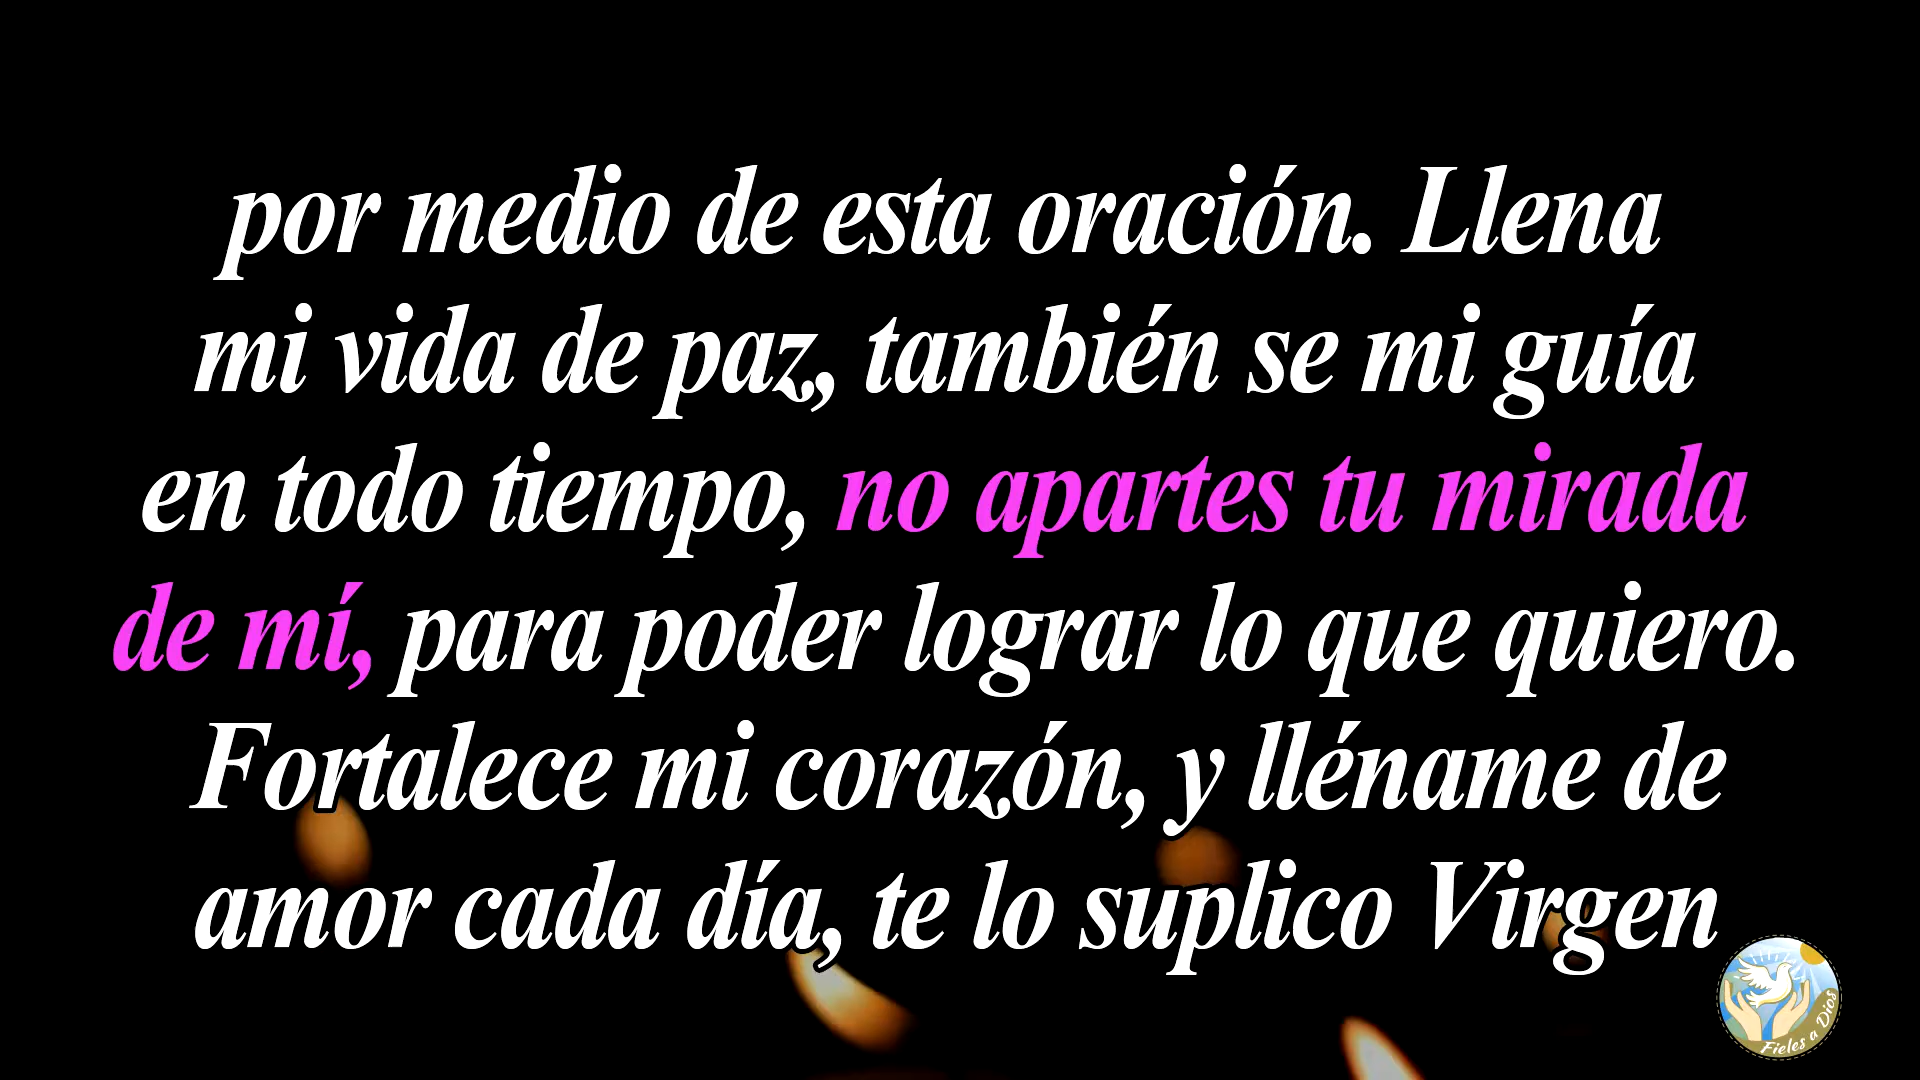 por medio de esta oración. Llena
mi vida de paz, también se mi guía
en todo tiempo, no apartes tu mirada
de mí, para poder lograr lo que quiero.
Fortalece mi corazón, y lléname de
amor cada día, te lo suplico Virgen
Fieles a Dios